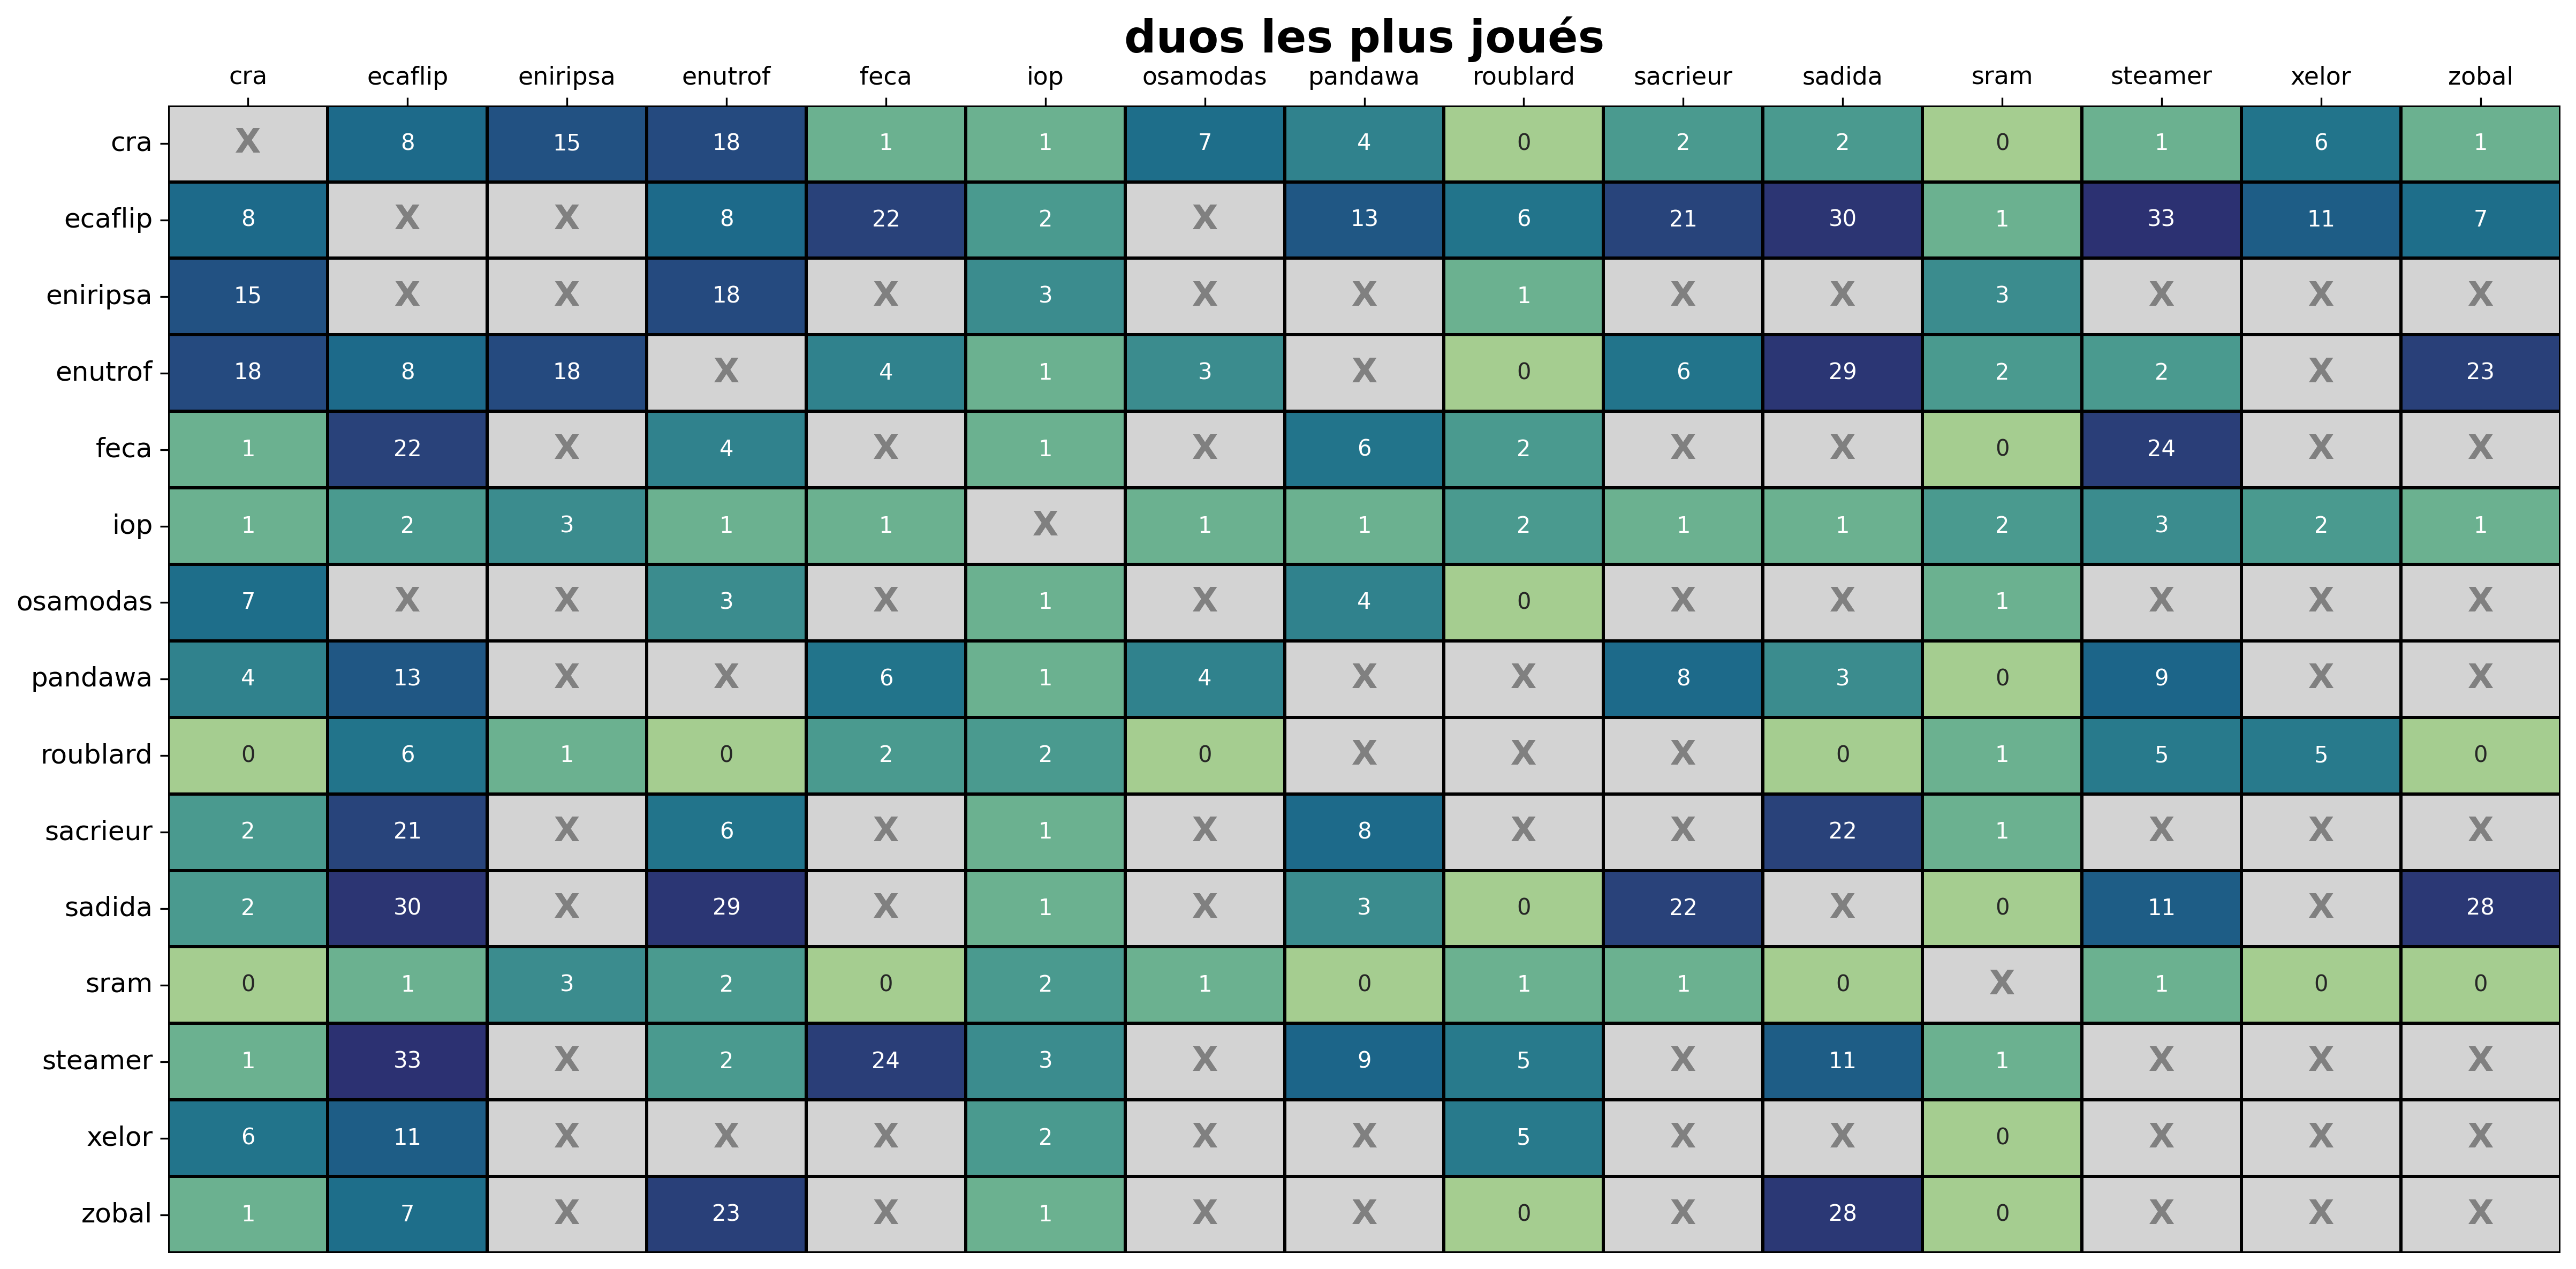 duos les plus joués
cra ecaflip eniripsa enutrof feca iop osamodas pandawa roublard sacrieur sadida sram steamer xelor zobal
cra X 8 15 18 1 1 7 4 0 2 2 0 1 6 1
ecaflip 8 X X 8 22 2 X 13 6 21 30 1 33 11 7
eniripsa 15 X X 18 X 3 X X 1 X X 3 X X X
enutrof 18 8 18 X 4 1 3 X 0 6 29 2 2 X 23
feca 1 22 X 4 X 1 X 6 2 X X 0 24 X X
iop 1 2 3 1 1 X 1 1 2 1 1 2 3 2 1
osamodas 7 X X 3 X 1 X 4 0 X X 1 X X X
pandawa 4 13 X X 6 1 4 X X 8 3 0 9 X X
roublard 0 6 1 0 2 2 0 X X X 0 1 5 5 0
sacrieur 2 21 X 6 X 1 X 8 X X 22 1 X X X
sadida 2 30 X 29 X 1 X 3 0 22 X 0 11 X 28
sram 0 1 3 2 0 2 1 0 1 1 0 X 1 0 0
steamer 1 33 X 2 24 3 X 9 5 X 11 1 X X X
xelor 6 11 X X X 2 X X 5 X X 0 X X X
zobal 1 7 X 23 X 1 X X 0 X 28 0 X X X